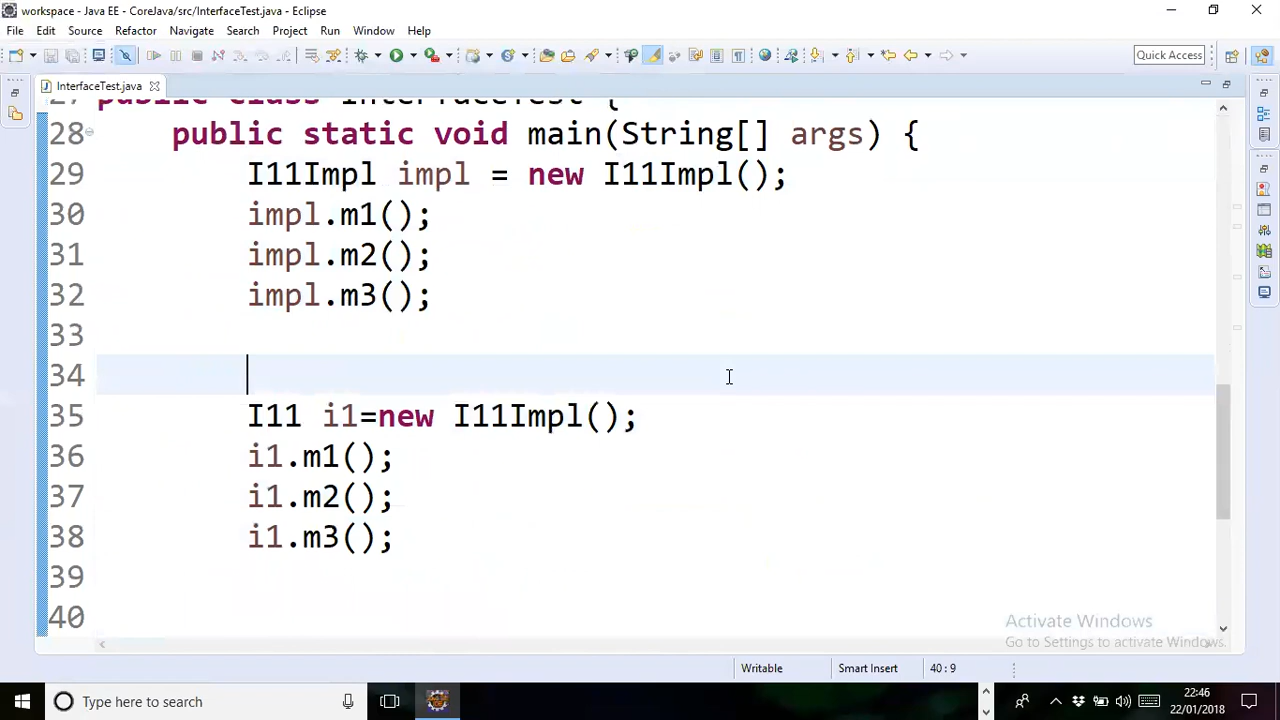 workspace - Java EE - CoreJava/src/InterfaceTest.java - Eclipse
File Edit Source Refactor Navigate Search Project Run Window Help
Quick Access
InterfaceTest.java
27 public class InterfaceTest {
28 public static void main(String[] args) {
29 I11Impl impl = new I11Impl();
30 impl.m1();
31 impl.m2();
32 impl.m3();
33
34
35 I11 i1=new I11Impl();
36 i1.m1();
37 i1.m2();
38 i1.m3();
39
40
Activate Windows
Go to Settings to activate Windows.
Writable Smart Insert 40 : 9
Type here to search
22:46
22/01/2018